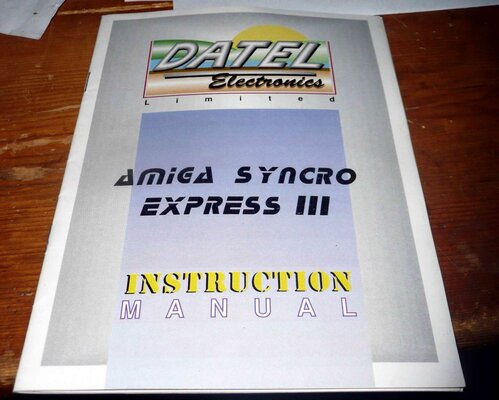 DATEL
Electronics
Limited
AMIGA SYNCRO
EXPRESS III
INSTRUCTION
MANUAL